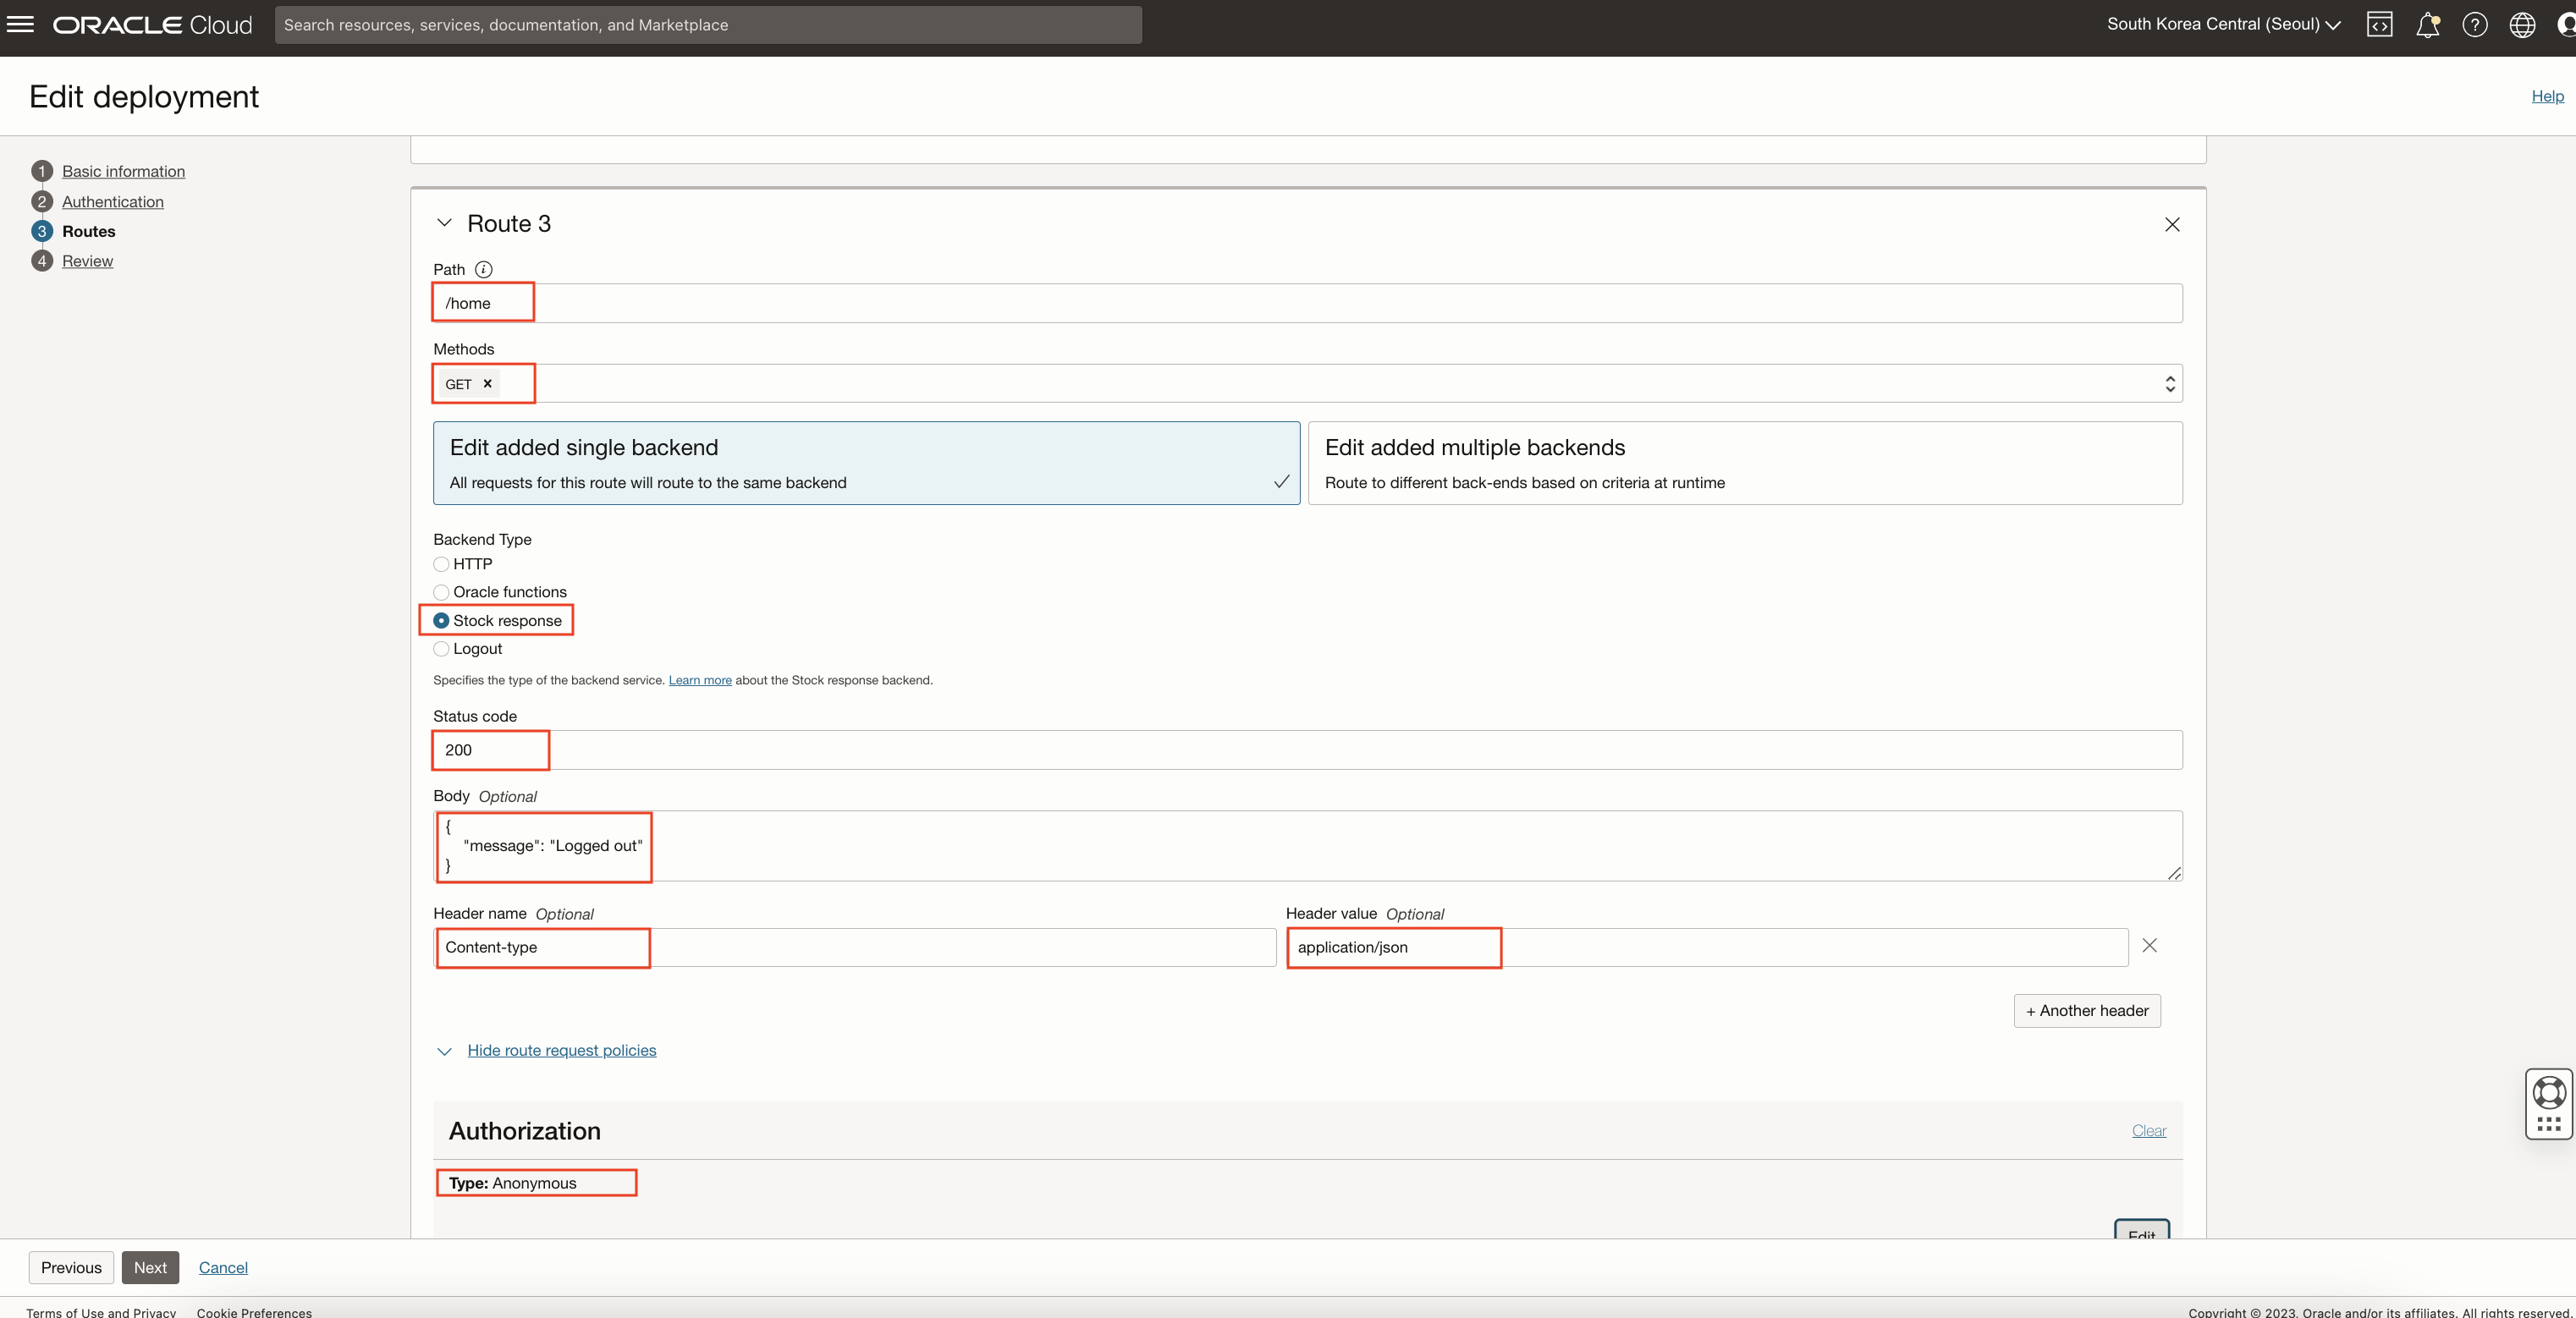 ORACLE Cloud
Search resources, services, documentation, and Marketplace
South Korea Central (Seoul)
Edit deployment
Help
1 Basic information
2 Authentication
3 Routes
4 Review
Route 3
Path
/home
Methods
GET
Edit added single backend
All requests for this route will route to the same backend
Edit added multiple backends
Route to different back-ends based on criteria at runtime
Backend Type
HTTP
Oracle functions
Stock response
Logout
Specifies the type of the backend service. Learn more about the Stock response backend.
Status code
200
Body Optional
{
"message": "Logged out"
}
Header name Optional
Header value Optional
Content-type
application/json
+ Another header
Hide route request policies
Authorization
Clear
Type: Anonymous
Edit
Previous
Next
Cancel
Terms of Use and Privacy
Cookie Preferences
Copyright © 2023, Oracle and/or its affiliates. All rights reserved.